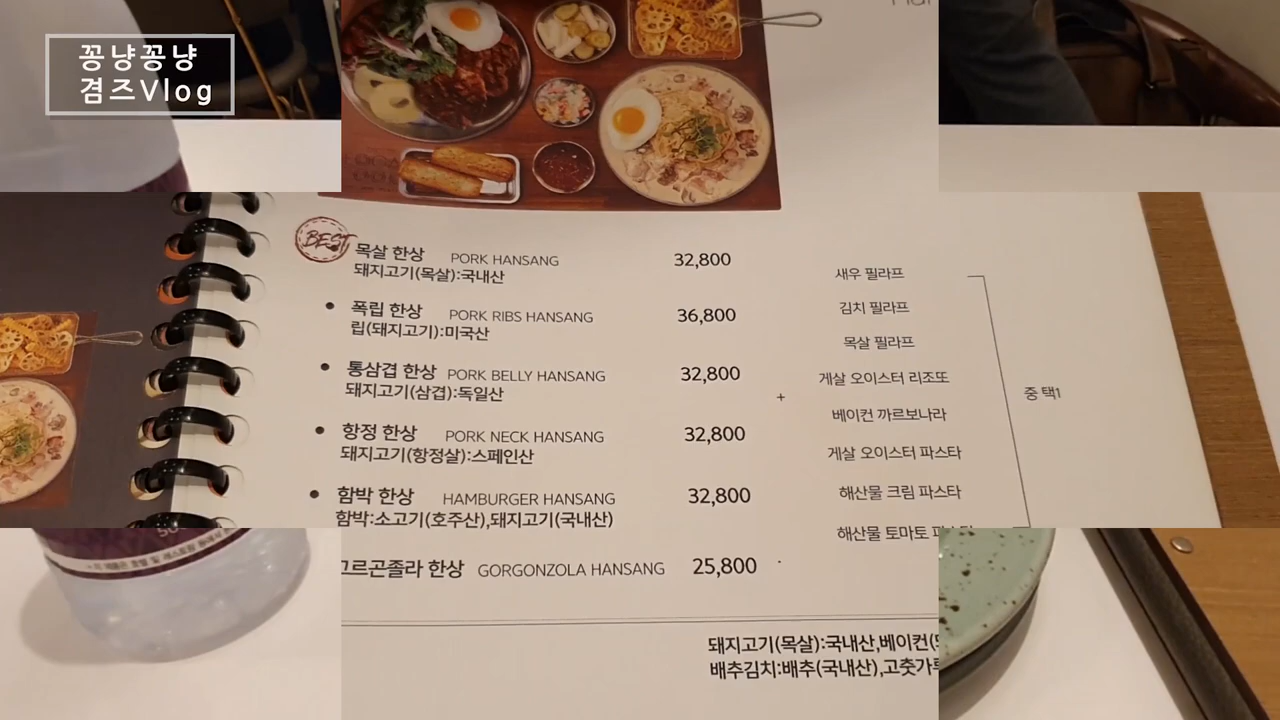 꽁냥꽁냥
겸즈Vlog
BEST
목살 한상 PORK HANSANG 32,800
돼지고기(목살):국내산
폭립 한상 PORK RIBS HANSANG 36,800
립(돼지고기):미국산
통삼겹 한상 PORK BELLY HANSANG 32,800
돼지고기(삼겹):독일산
항정 한상 PORK NECK HANSANG 32,800
돼지고기(항정살):스페인산
함박 한상 HAMBURGER HANSANG 32,800
함박:소고기(호주산),돼지고기(국내산)
고르곤졸라 한상 GORGONZOLA HANSANG 25,800
+
새우 필라프
김치 필라프
목살 필라프
게살 오이스터 리조또
베이컨 까르보나라
게살 오이스터 파스타
해산물 크림 파스타
해산물 토마토
중 택1
돼지고기(목살):국내산,베이컨(
배추김치:배추(국내산),고춧가